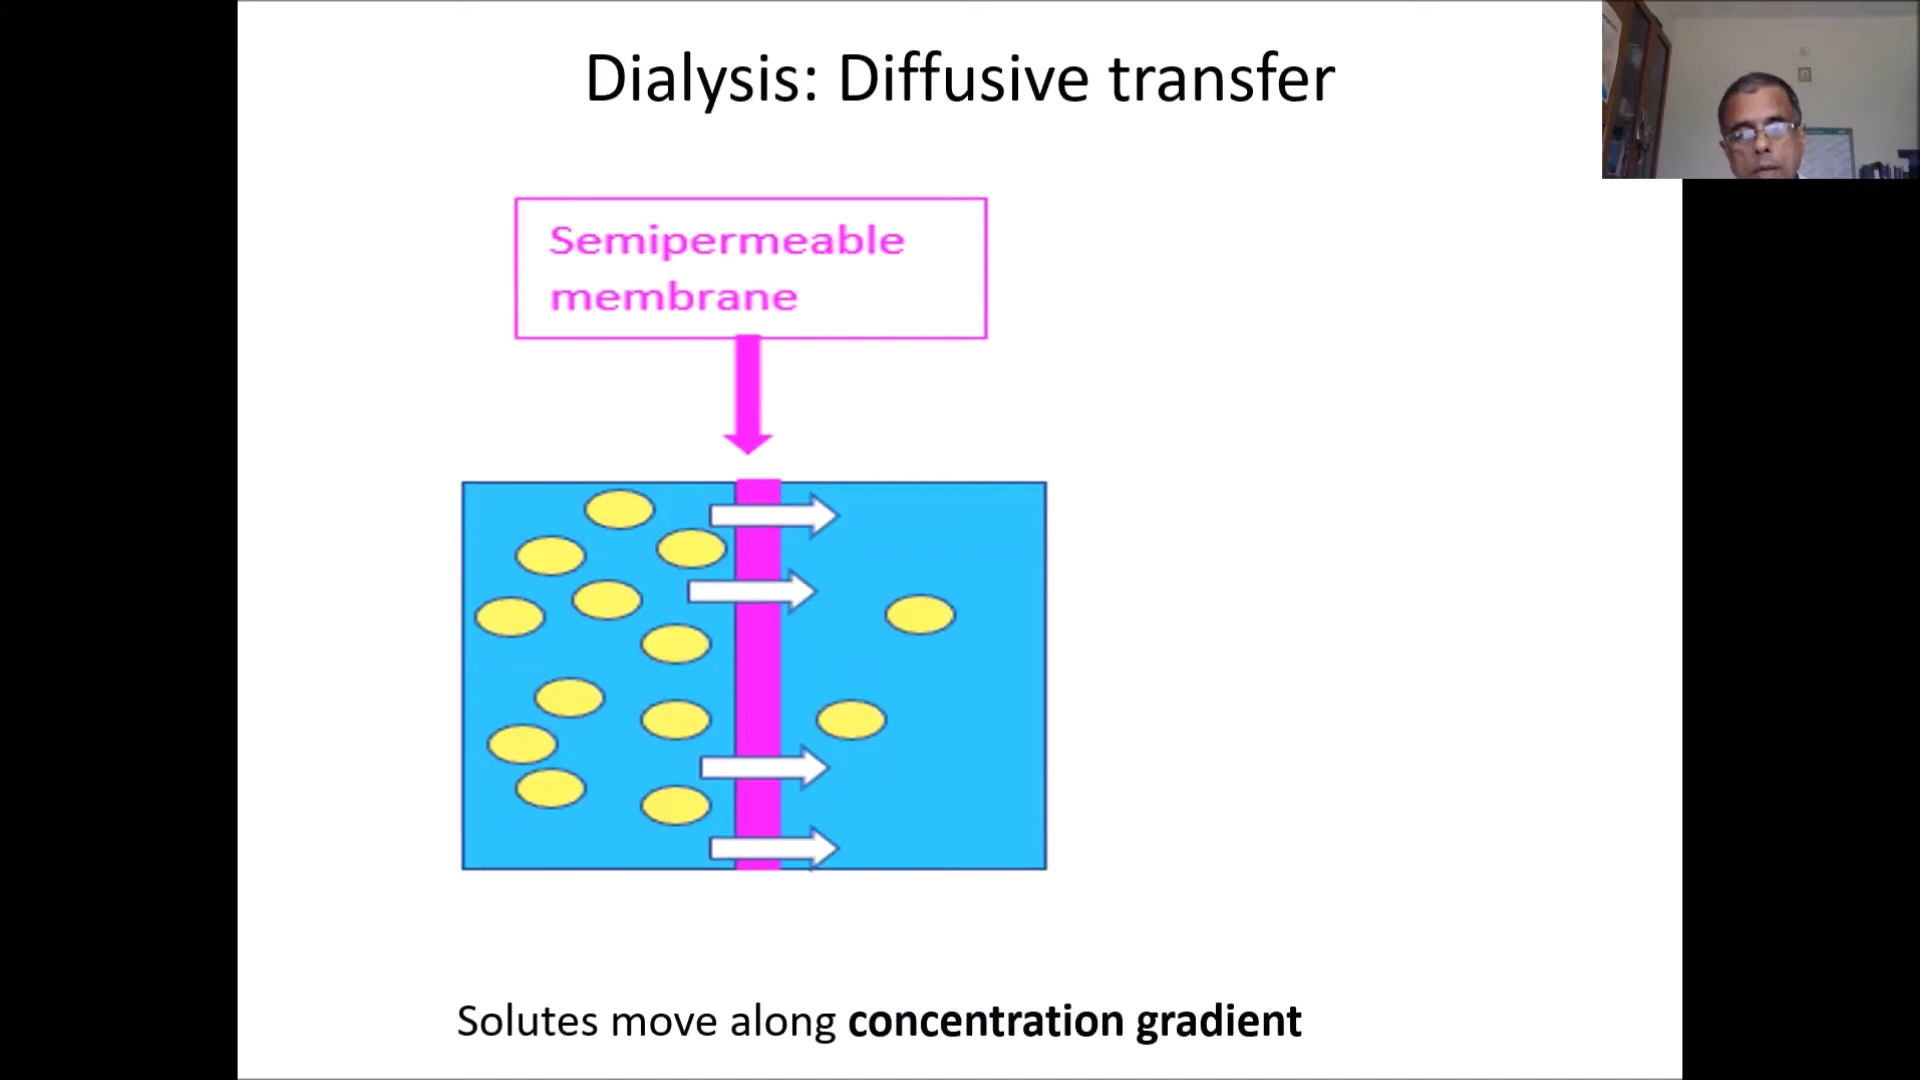 Dialysis: Diffusive transfer
Semipermeable
membrane
Solutes move along concentration gradient